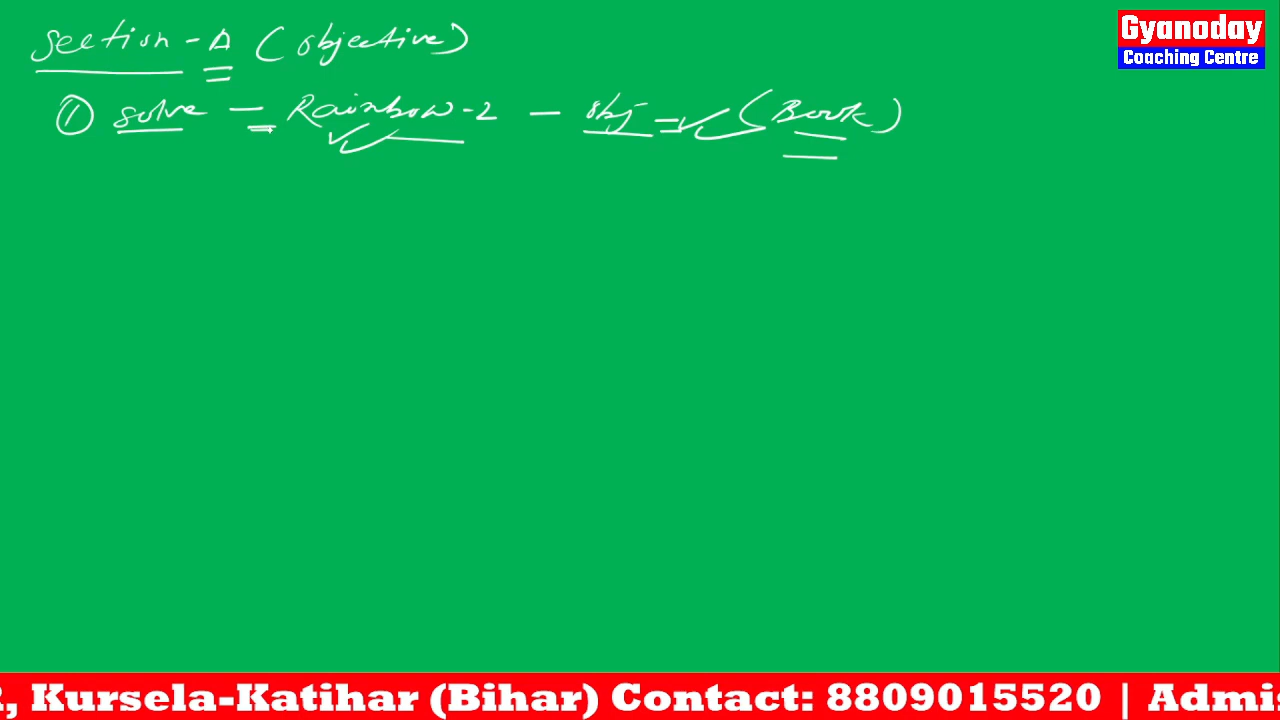 Section - A (objective)
Gyanoday
Coaching Centre
① solve — Rainbow-2 — obj = (Book)
, Kursela-Katihar (Bihar) Contact: 8809015520 | Admi